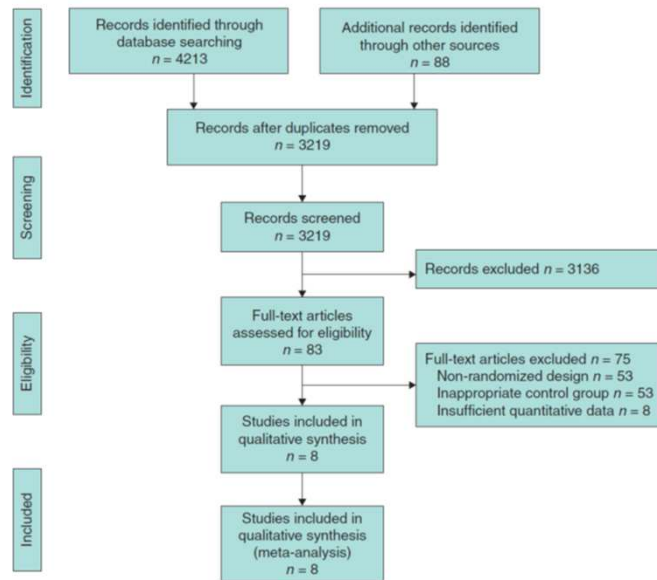 Identification
Records identified through
database searching
n = 4213
Additional records identified
through other sources
n = 88
Records after duplicates removed
n = 3219
Screening
Records screened
n = 3219
Records excluded n = 3136
Eligibility
Full-text articles
assessed for eligibility
n = 83
Full-text articles excluded n = 75
Non-randomized design n = 53
Inappropriate control group n = 53
Insufficient quantitative data n = 8
Studies included in
qualitative synthesis
n = 8
Included
Studies included in
qualitative synthesis
(meta-analysis)
n = 8